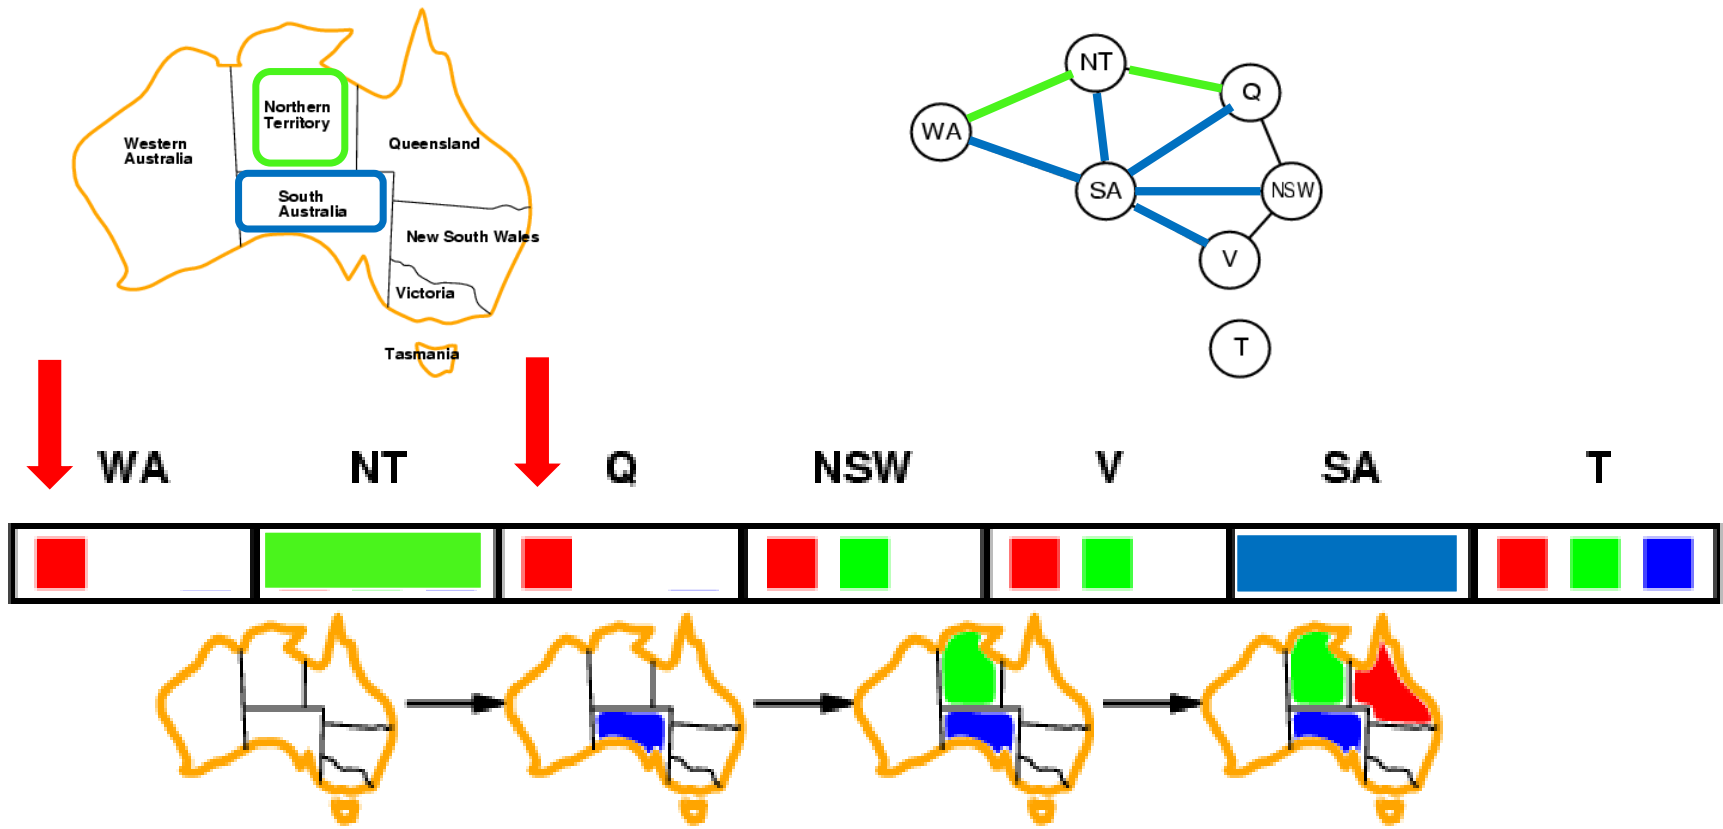 Northern
Territory
Western
Australia
Queensland
South
Australia
New South Wales
Victoria
Tasmania
NT
Q
WA
SA
NSW
V
T
WA NT Q NSW V SA T